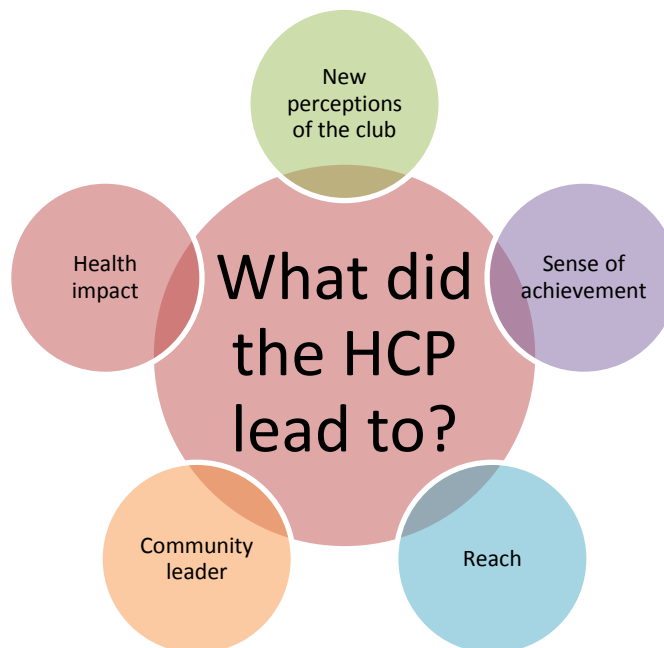 New
perceptions
of the club
Health
impact
What did
the HCP
lead to?
Sense of
achievement
Community
leader
Reach